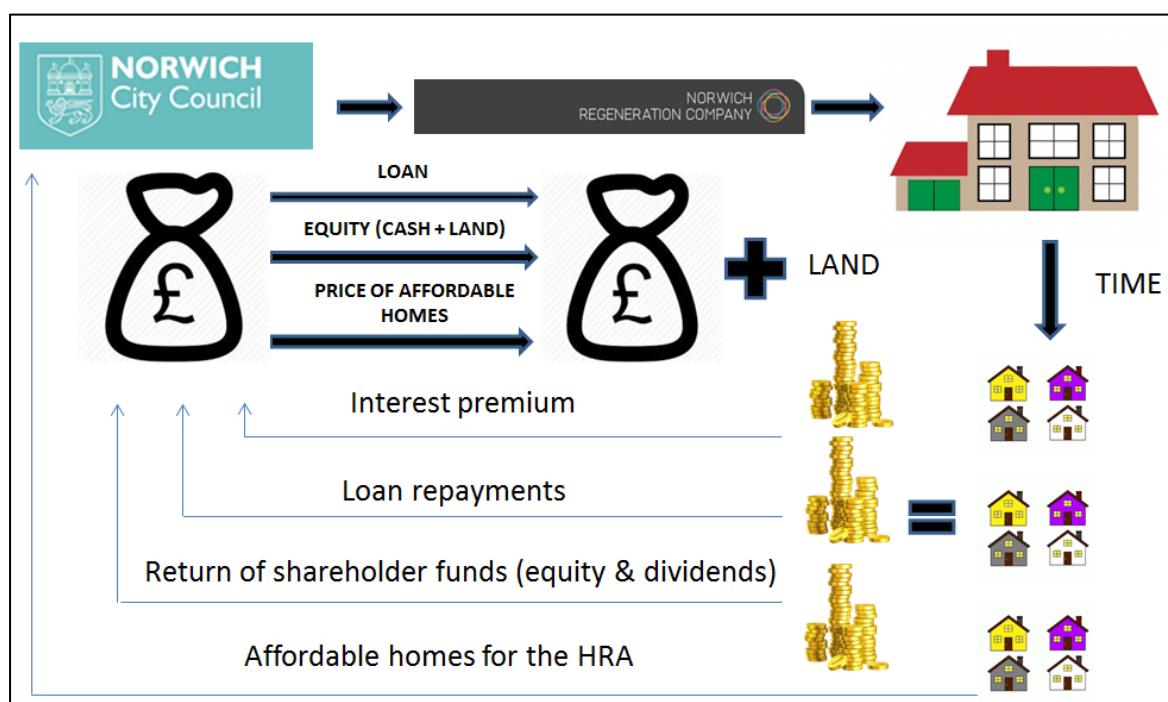 NORWICH
City Council
NORWICH
REGENERATION COMPANY
LOAN
EQUITY (CASH + LAND)
PRICE OF AFFORDABLE
HOMES
£
£
LAND
TIME
Interest premium
Loan repayments
Return of shareholder funds (equity & dividends)
Affordable homes for the HRA